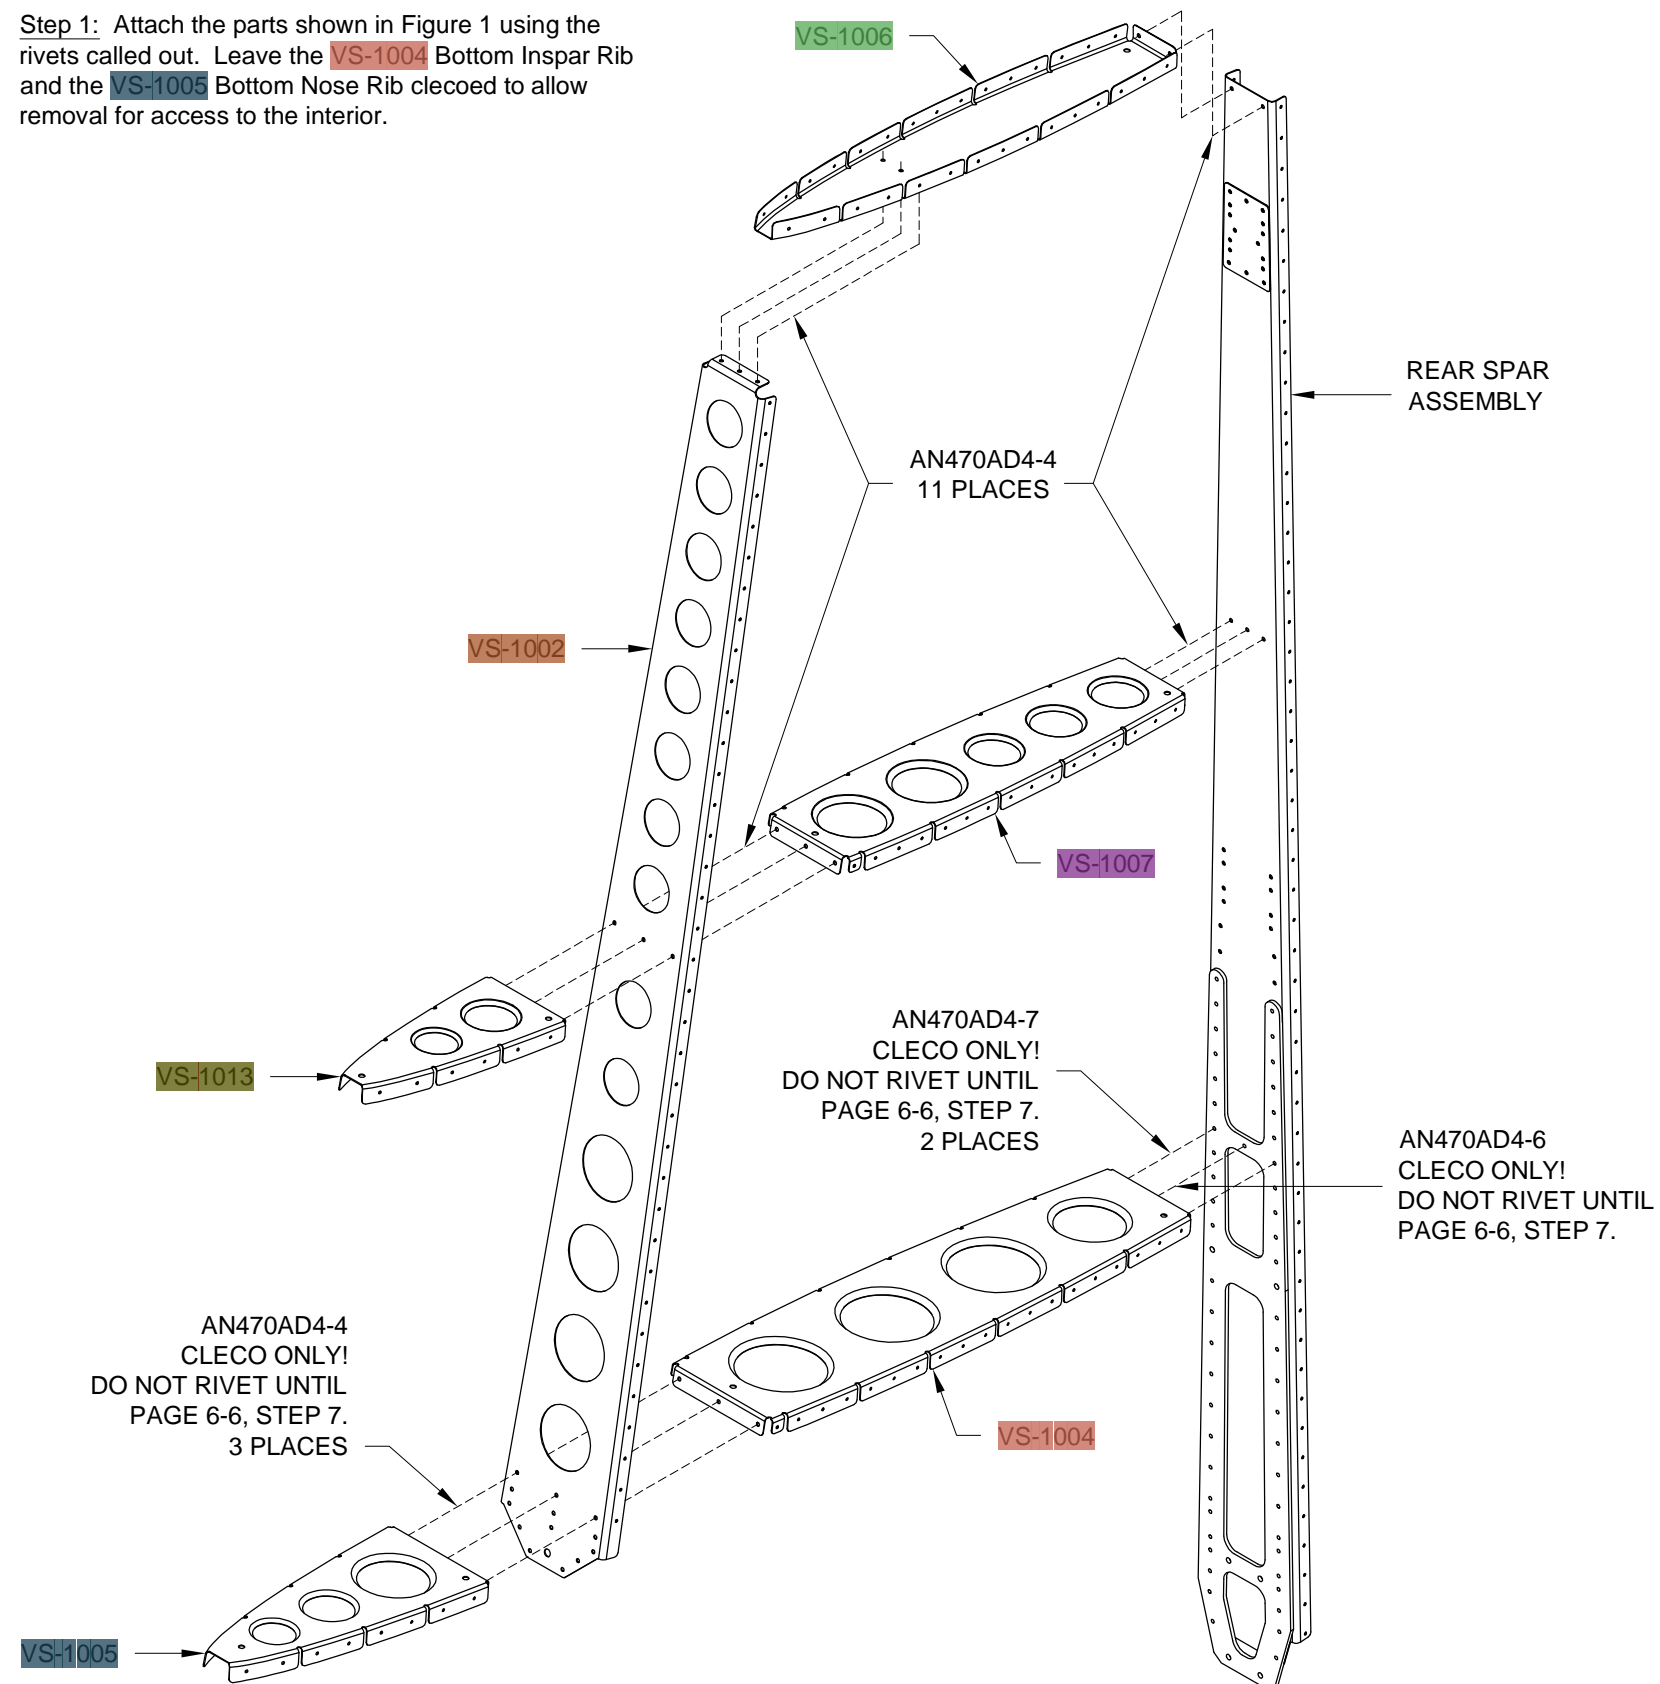 Step 1: Attach the parts shown in Figure 1 using the
rivets called out. Leave the VS-1004 Bottom Inspar Rib
and the VS-1005 Bottom Nose Rib clecoed to allow
removal for access to the interior.
VS-1006
REAR SPAR
ASSEMBLY
AN470AD4-4
11 PLACES
VS-1002
VS-1007
AN470AD4-7
CLECO ONLY!
DO NOT RIVET UNTIL
PAGE 6-6, STEP 7.
2 PLACES
VS-1013
AN470AD4-6
CLECO ONLY!
DO NOT RIVET UNTIL
PAGE 6-6, STEP 7.
AN470AD4-4
CLECO ONLY!
DO NOT RIVET UNTIL
PAGE 6-6, STEP 7.
3 PLACES
VS-1004
VS-1005